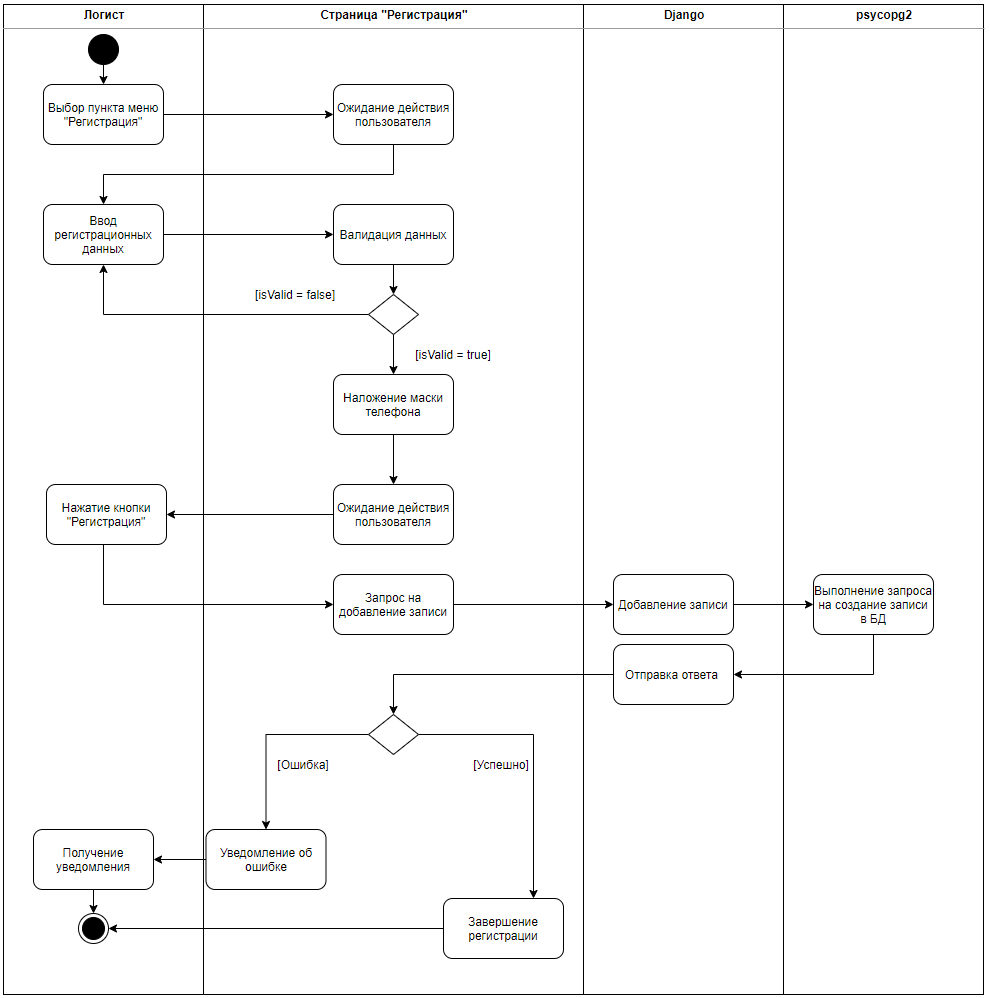 Логист
Страница "Регистрация"
Django
psycopg2
Выбор пункта меню
"Регистрация"
Ожидание действия
пользователя
Ввод
регистрационных
данных
Валидация данных
[isValid = false]
[isValid = true]
Наложение маски
телефона
Нажатие кнопки
"Регистрация"
Ожидание действия
пользователя
Запрос на
добавление записи
Добавление записи
Выполнение запроса
на создание записи
в БД
Отправка ответа
[Ошибка]
[Успешно]
Получение
уведомления
Уведомление об
ошибке
Завершение
регистрации